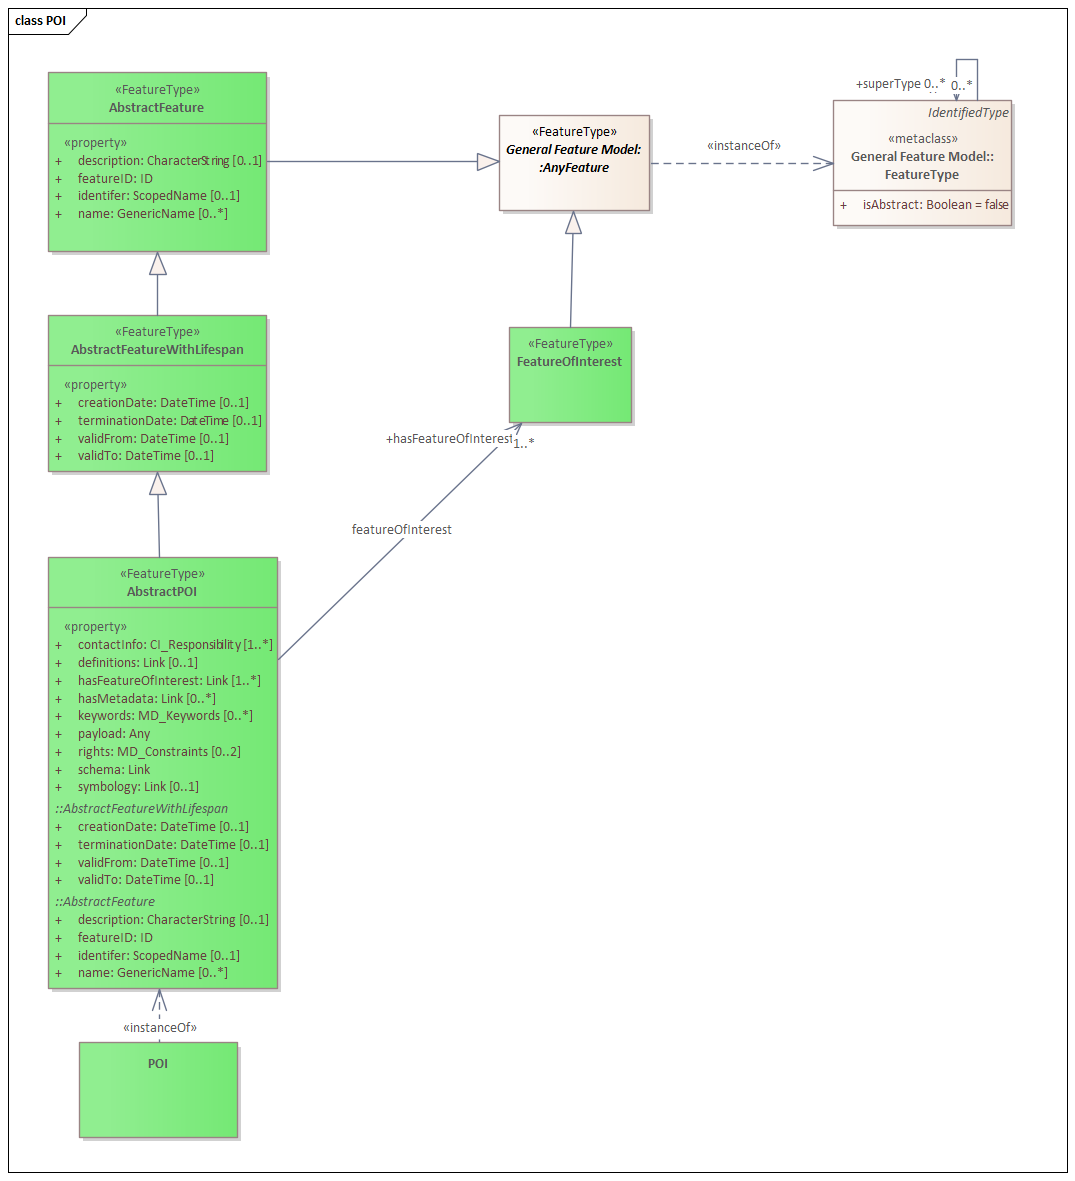 class POI
«FeatureType»
AbstractFeature
«property»
+ description: CharacterString [0..1]
+ featureID: ID
+ identifer: ScopedName [0..1]
+ name: GenericName [0..*]
«FeatureType»
General Feature Model:
:AnyFeature
«instanceOf»
+superType 0..* 0..*
IdentifiedType
«metaclass»
General Feature Model::
FeatureType
+ isAbstract: Boolean = false
«FeatureType»
AbstractFeatureWithLifespan
«property»
+ creationDate: DateTime [0..1]
+ terminationDate: DateTime [0..1]
+ validFrom: DateTime [0..1]
+ validTo: DateTime [0..1]
«FeatureType»
FeatureOfInterest
+hasFeatureOfInterest
1..*
featureOfInterest
«FeatureType»
AbstractPOI
«property»
+ contactInfo: CI_Responsibility [1..*]
+ definitions: Link [0..1]
+ hasFeatureOfInterest: Link [1..*]
+ hasMetadata: Link [0..*]
+ keywords: MD_Keywords [0..*]
+ payload: Any
+ rights: MD_Constraints [0..2]
+ schema: Link
+ symbology: Link [0..1]
::AbstractFeatureWithLifespan
+ creationDate: DateTime [0..1]
+ terminationDate: DateTime [0..1]
+ validFrom: DateTime [0..1]
+ validTo: DateTime [0..1]
::AbstractFeature
+ description: CharacterString [0..1]
+ featureID: ID
+ identifer: ScopedName [0..1]
+ name: GenericName [0..*]
«instanceOf»
POI